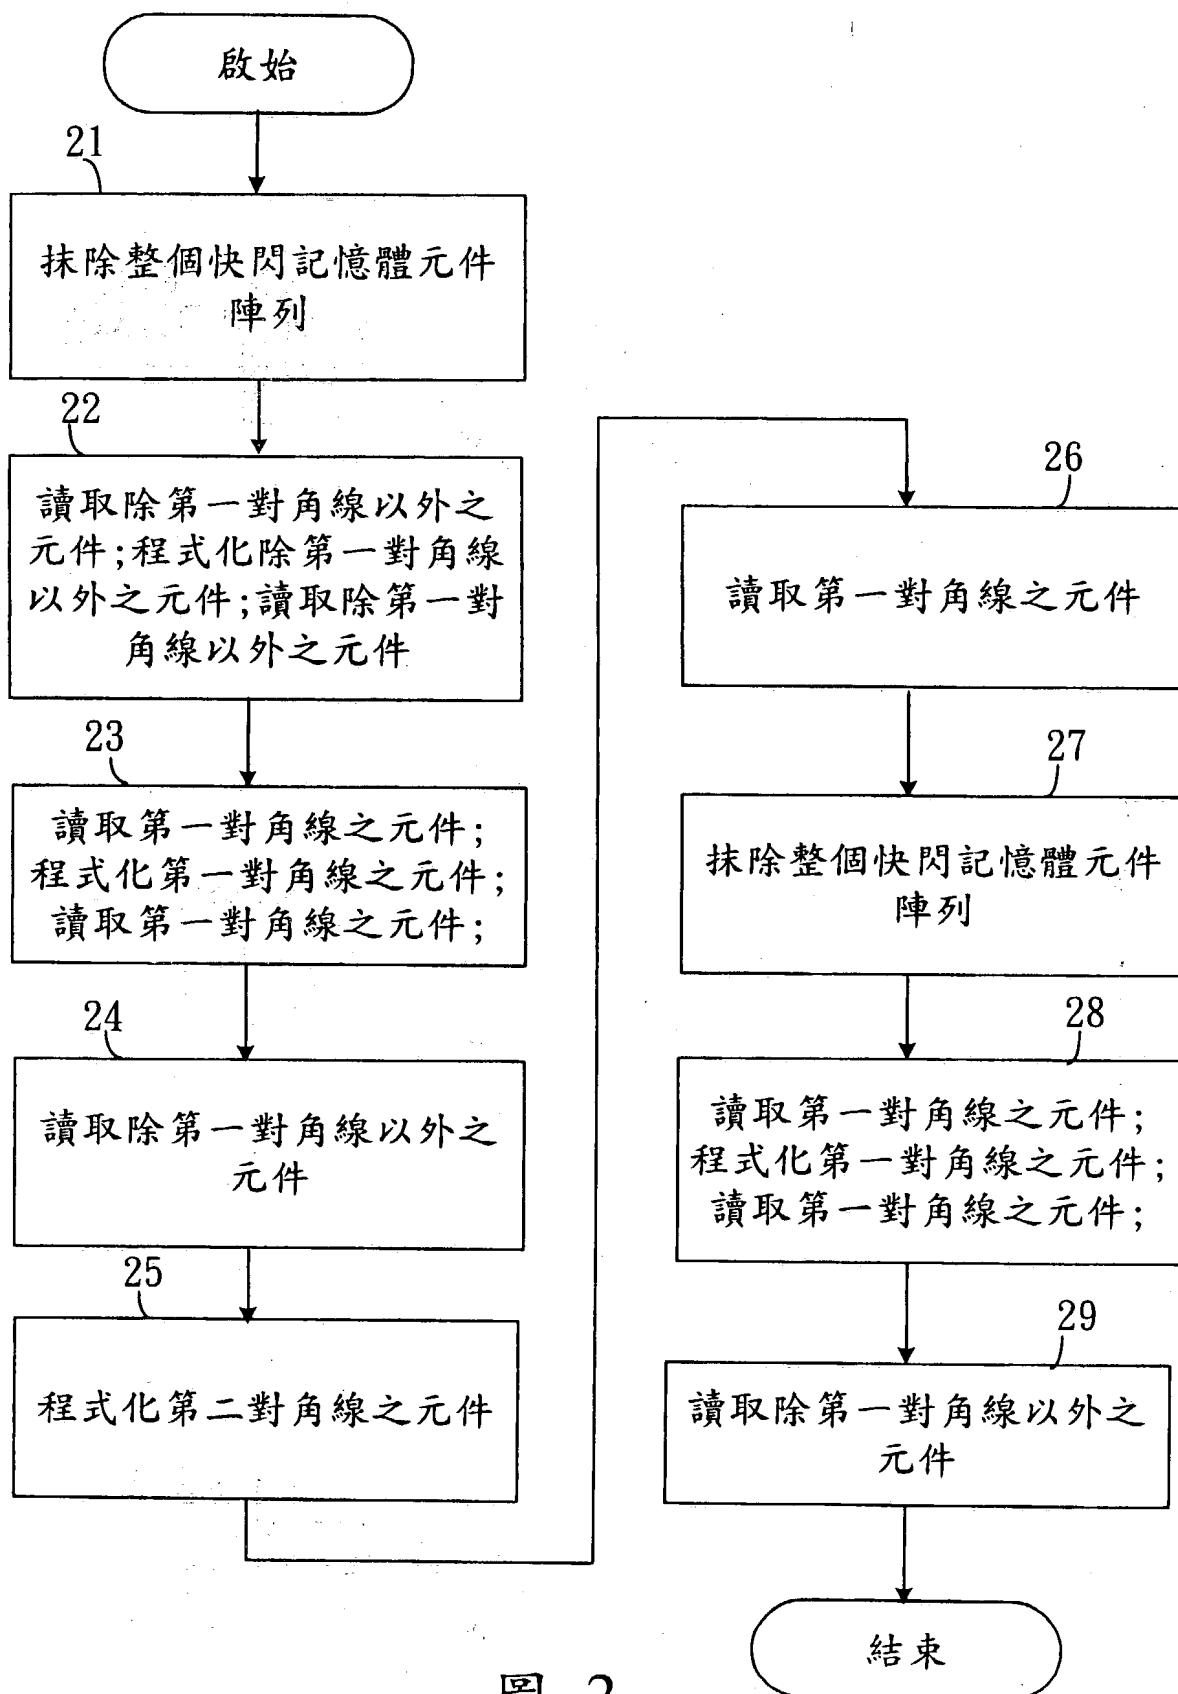 啟始
21
抹除整個快閃記憶體元件
陣列
22
讀取除第一對角線以外之
元件;程式化除第一對角線
以外之元件;讀取除第一對
角線以外之元件
23
讀取第一對角線之元件;
程式化第一對角線之元件;
讀取第一對角線之元件;
24
讀取除第一對角線以外之
元件
25
程式化第二對角線之元件
26
讀取第一對角線之元件
27
抹除整個快閃記憶體元件
陣列
28
讀取第一對角線之元件;
程式化第一對角線之元件;
讀取第一對角線之元件;
29
讀取除第一對角線以外之
元件
結束
圖 2